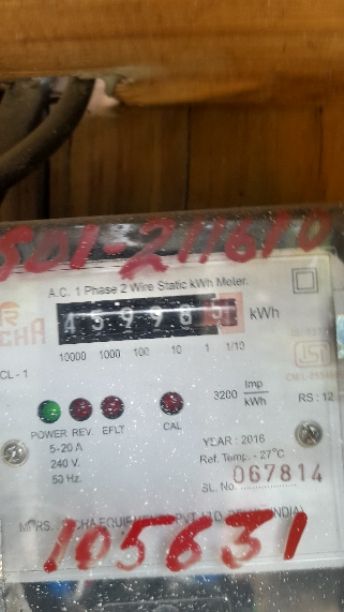 501-211610
A.C. 1 Phase 2 Wire Static kWh Meter.
kWh
10000 1000 100 10 1 1/10
CL - 1
3200 Imp
kWh
RS : 12
POWER REV. EFLT CAL
5-20 A
240 V.
50 Hz.
YEAR : 2016
Ref. Temp. - 27°C
SL. No. 067814
105631